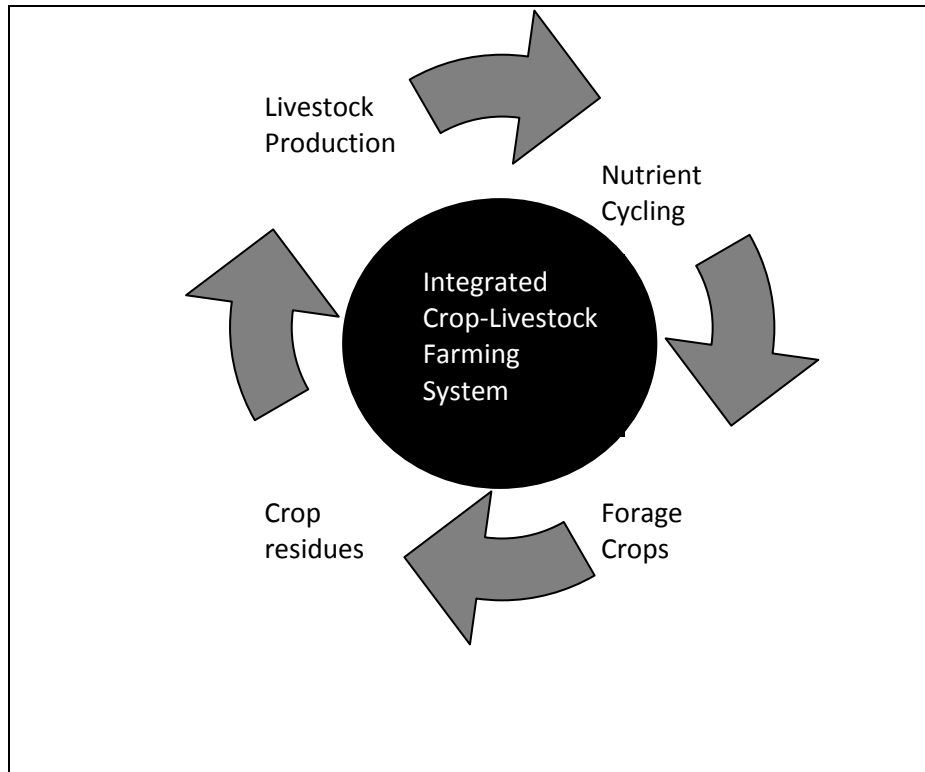 Livestock
Production
Nutrient
Cycling
Integrated
Crop-Livestock
Farming
System
Crop
residues
Forage
Crops